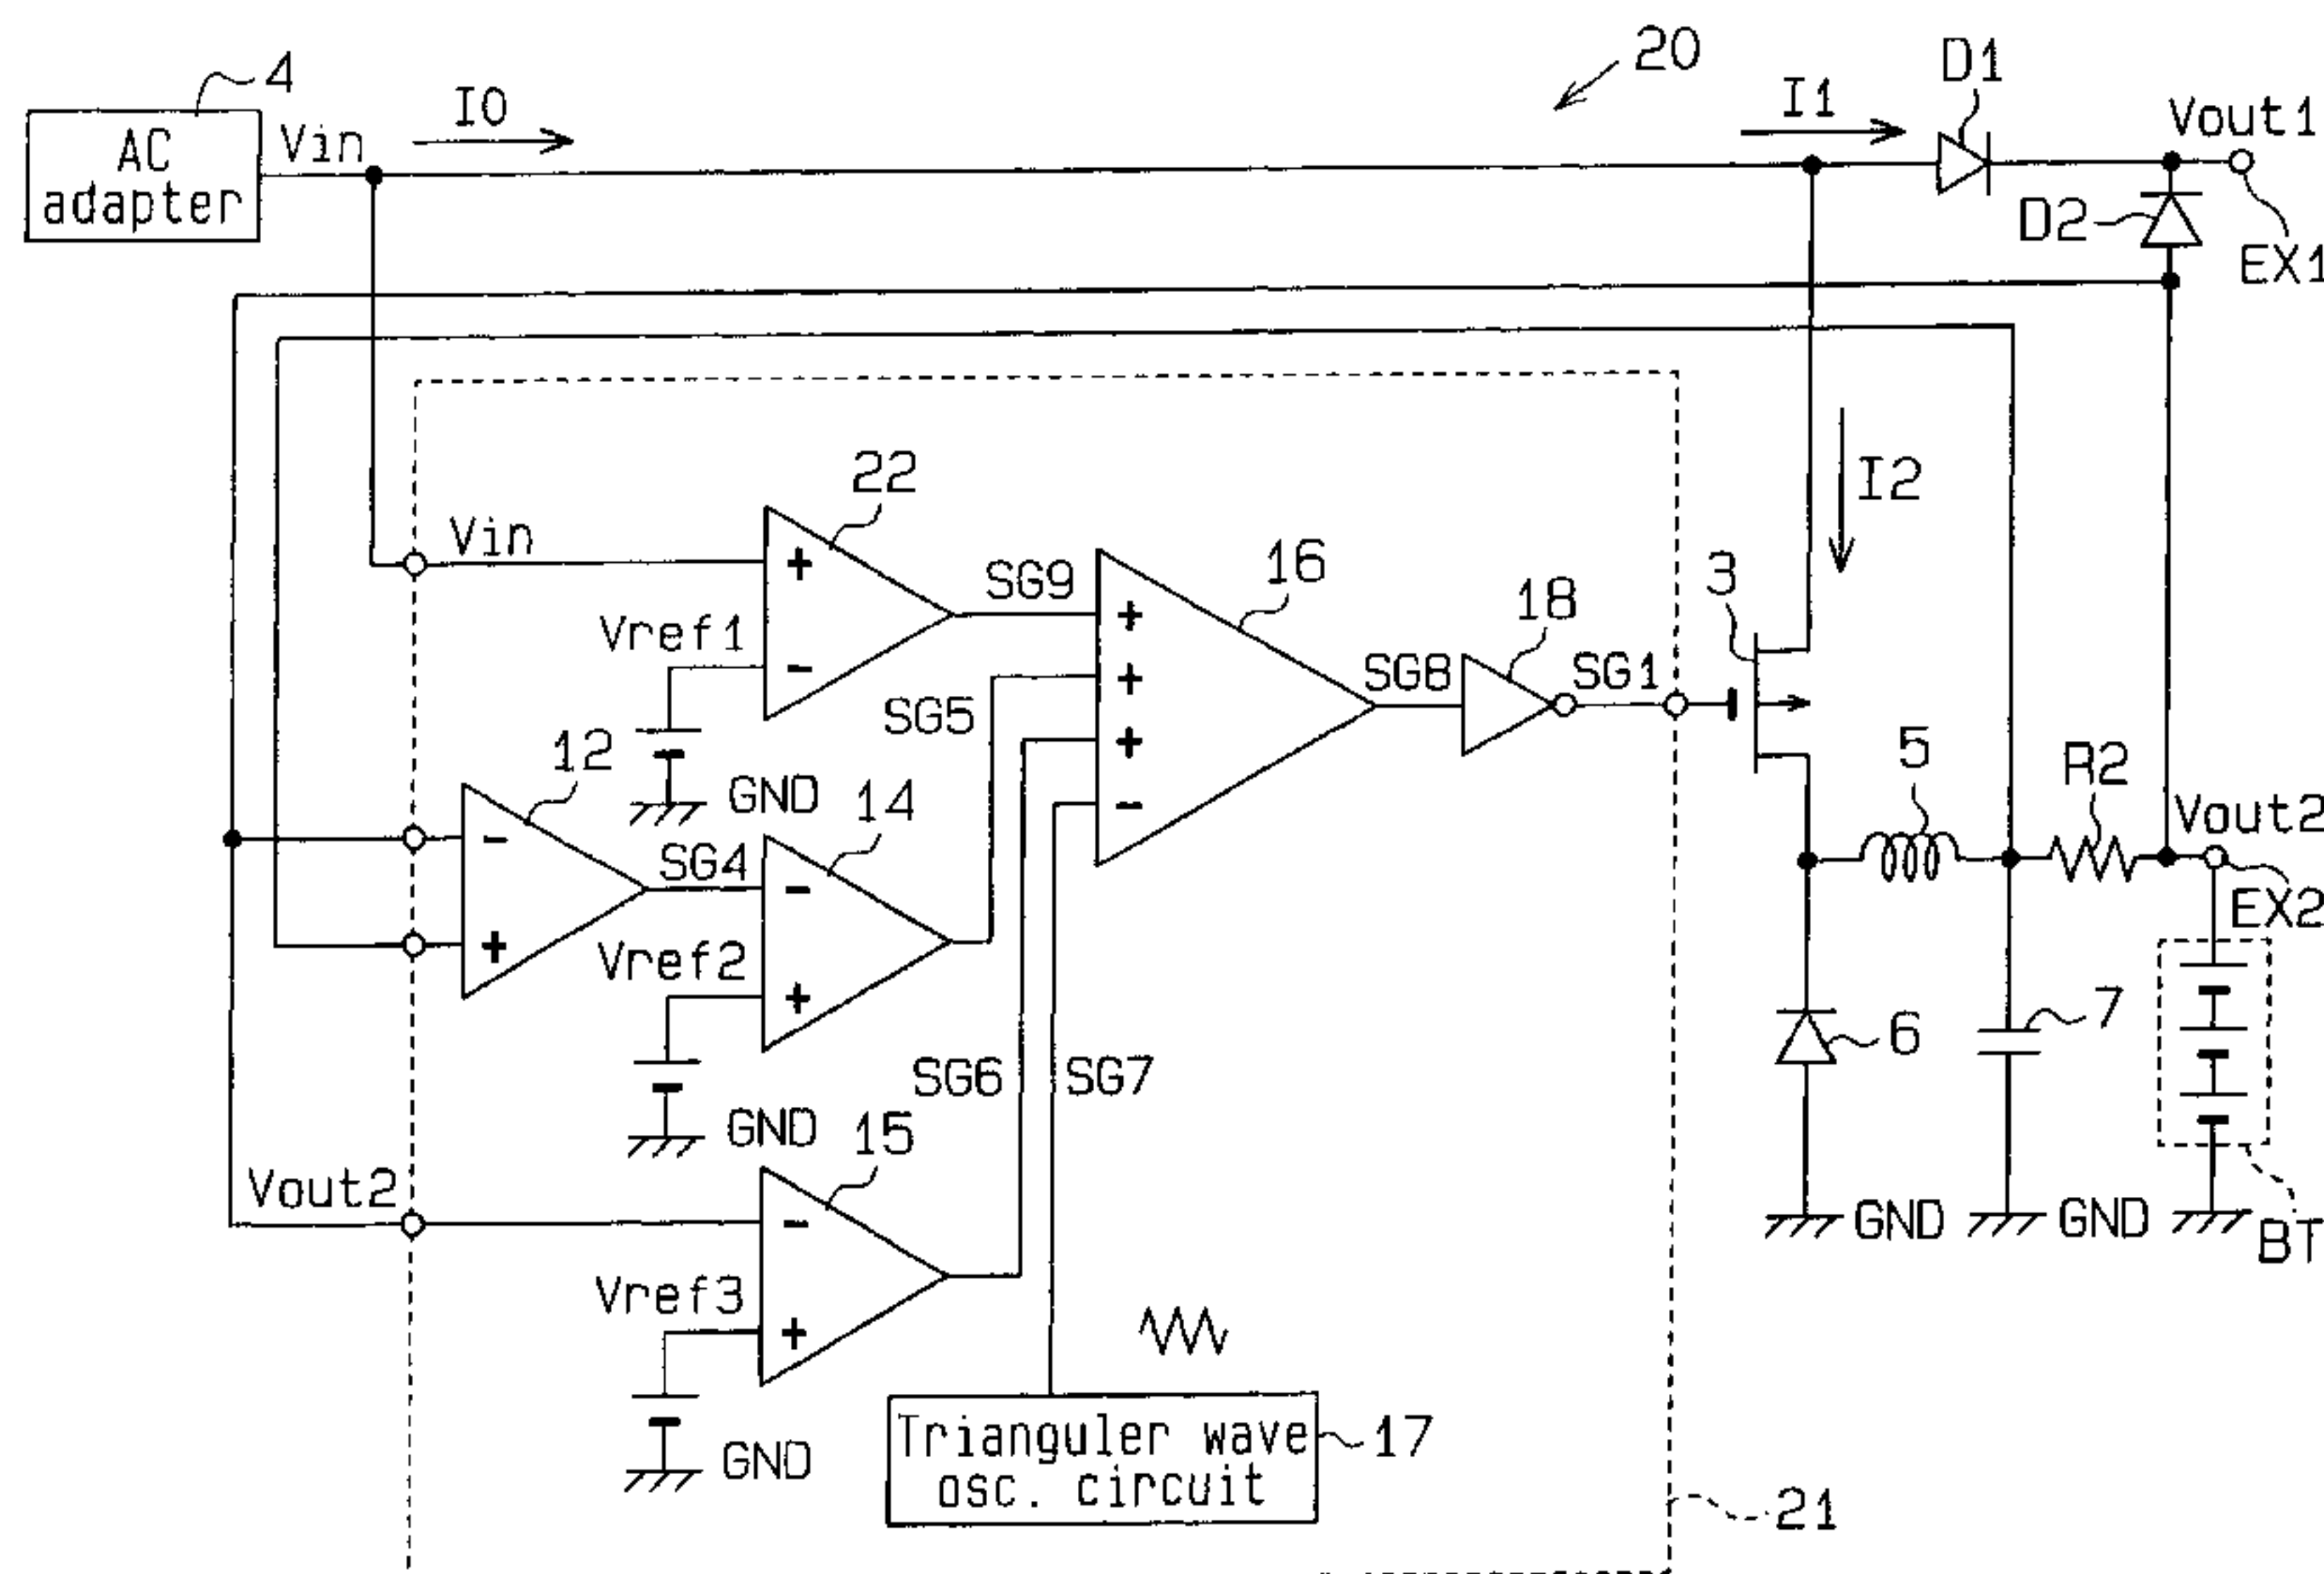 20
4
I0
I1
D1
Vout1
AC
adapter
Vin
D2
EX1
22
I2
Vin
+
SG9
16
3
18
Vref1
-
+
+
SG8
SG1
SG5
+
-
12
GND
14
5
R2
Vout2
-
SG4
-
EX2
+
Vref2
+
7
6
SG6
SG7
GND
15
Vout2
-
GND
GND
BT
Vref3
+
Trianguler wave
osc. circuit
17
GND
21